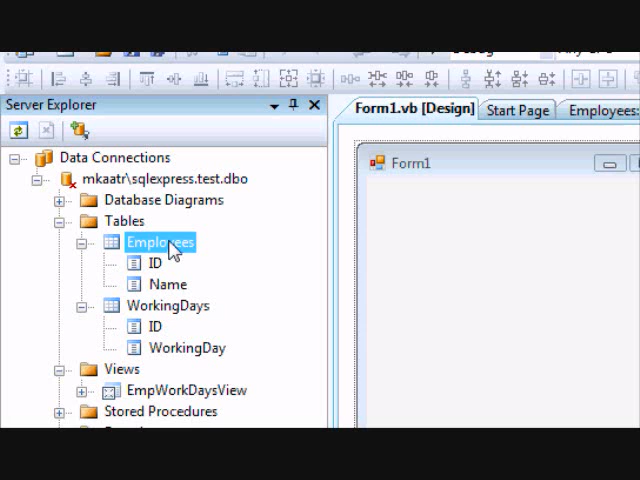 Server Explorer
Data Connections
mkaatr\sqlexpress.test.dbo
Database Diagrams
Tables
Employees
ID
Name
WorkingDays
ID
WorkingDay
Views
EmpWorkDaysView
Stored Procedures
Form1.vb [Design]
Start Page
Employees:
Form1